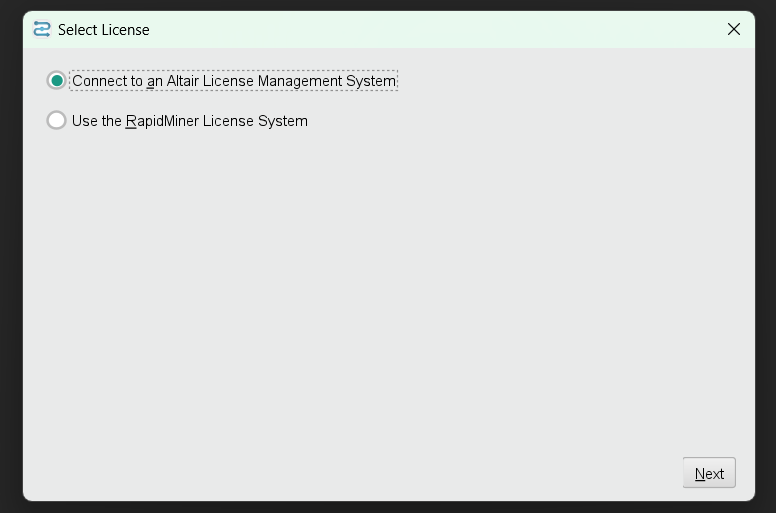 Select License
Connect to an Altair License Management System
Use the RapidMiner License System
Next